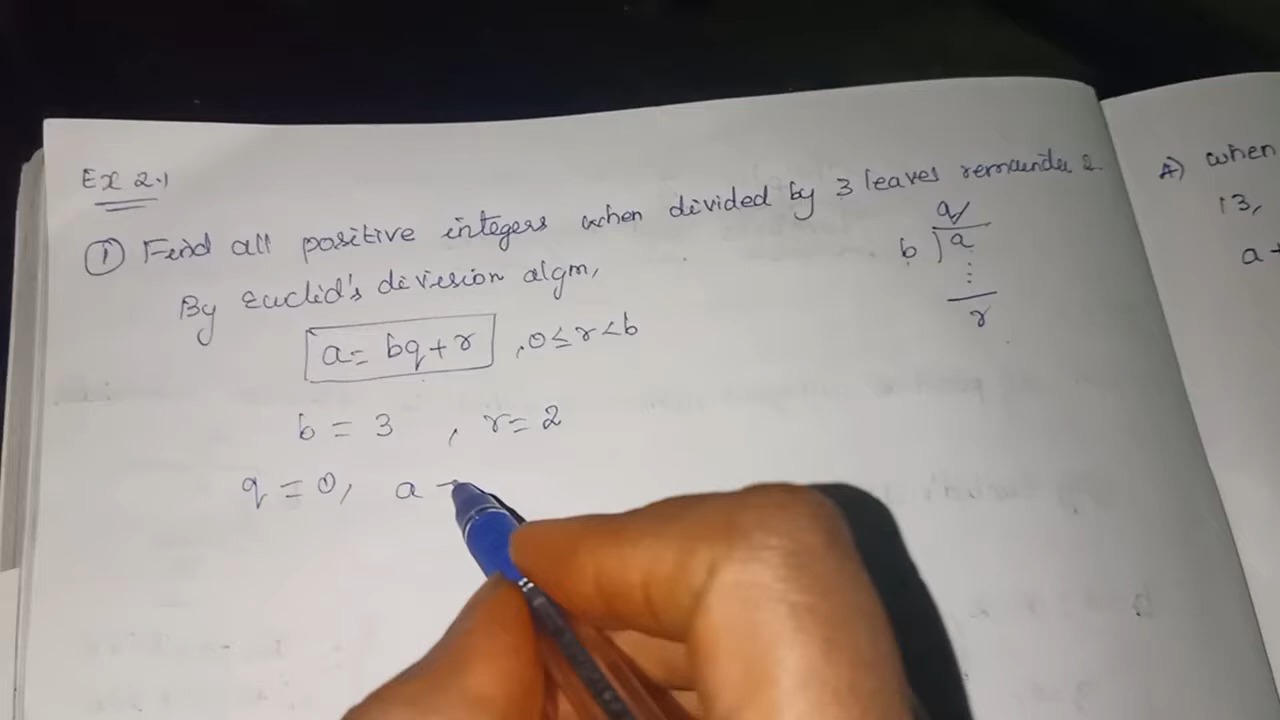 Ex 2.1
① Find all positive integers when divided by 3 leaves remainder 2.
By Euclid's division algm,
a = bq + r , 0 ≤ r < b
b = 3 , r = 2
q = 0, a -
q
b ) a
⋮
r
A) when
13,
a -